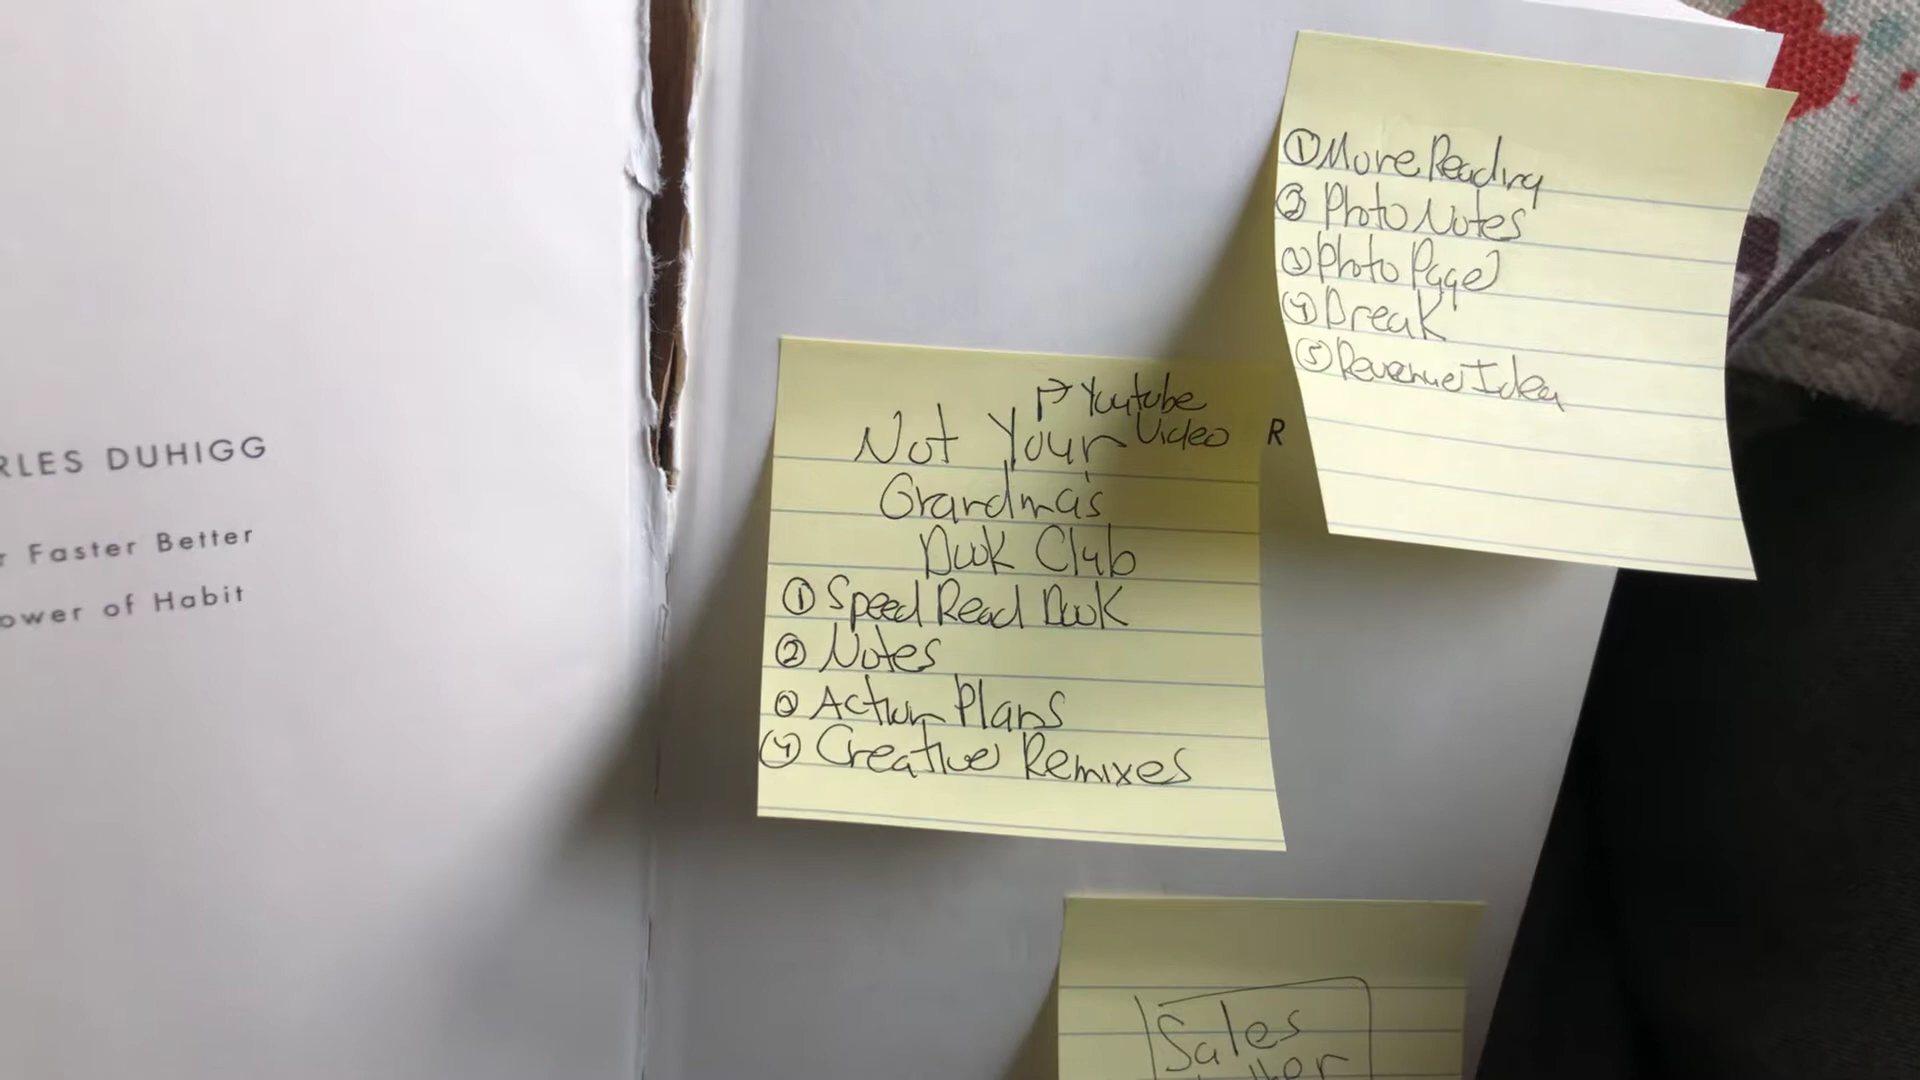 RLES DUHIGG
r Faster Better
ower of Habit
→ Youtube
Video
Not Your
Grandma's
Book Club
① Speed Read Book
② Notes
③ Action Plans
④ Creative Remixes
R
① More Reading
② Photo Notes
③ Photo Page
④ Break
⑤ Revenue Idea
Sales